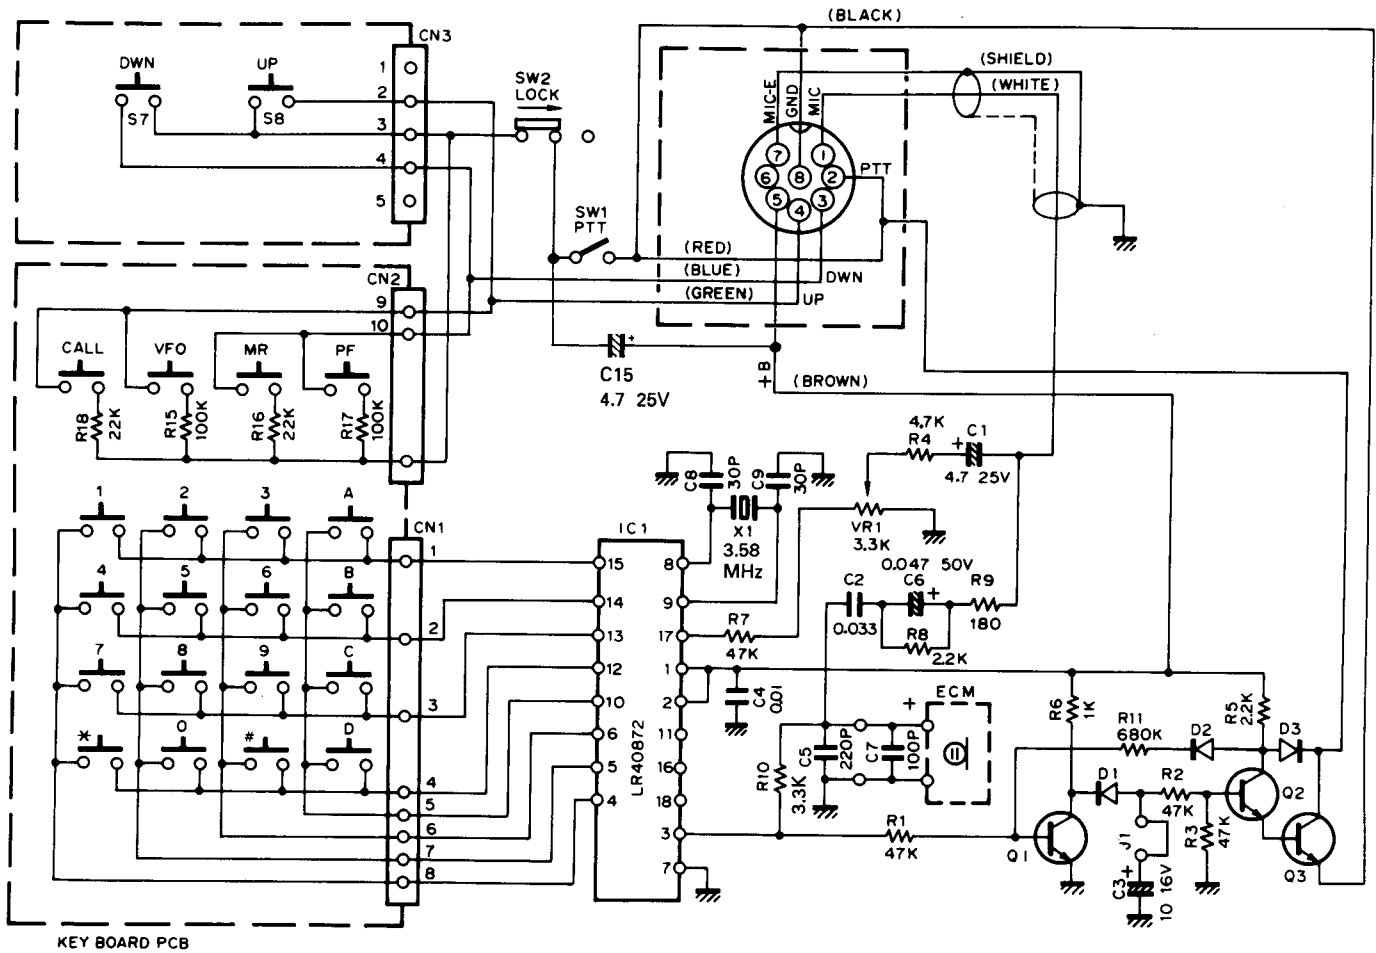 (BLACK)
CN3
DWN
UP
1
2
3
4
5
S7
S8
SW2
LOCK
SW1
PTT
(SHIELD)
(WHITE)
MIC-E
GND
MIC
7
1
6
8
2
5
4
3
PTT
(RED)
(BLUE)
(GREEN)
DWN
UP
+B
(BROWN)
+
C15
4.7 25V
CN2
9
10
CALL
VFO
MR
PF
R18
22K
R15
100K
R16
22K
R17
100K
CN1
1
2
3
A
4
5
6
B
7
8
9
C
*
0
#
D
1
2
3
4
5
6
7
8
KEY BOARD PCB
IC1
LR40872
15
14
13
12
10
6
5
4
8
9
17
1
2
11
16
18
3
7
C8
30P
C9
30P
X1
3.58
MHz
4.7K
R4
+
C1
4.7 25V
VR1
3.3K
0.047 50V
C2
C6
+
R9
0.033
180
R8
2.2K
R7
47K
C4
0.01
ECM
+
R10
3.3K
C5
220P
C7
100P
R1
47K
R6
1K
R11
680K
D2
R5
2.2K
D3
D1
R2
47K
R3
47K
Q1
Q2
Q3
J1
C3
+
10 16V